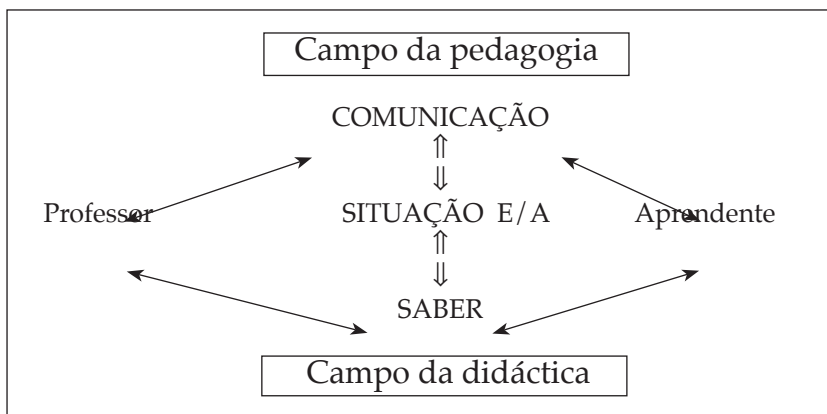 Campo da pedagogia
COMUNICAÇÃO
⇑
⇓
Professor SITUAÇÃO E/A Aprendente
⇑
⇓
SABER
Campo da didáctica